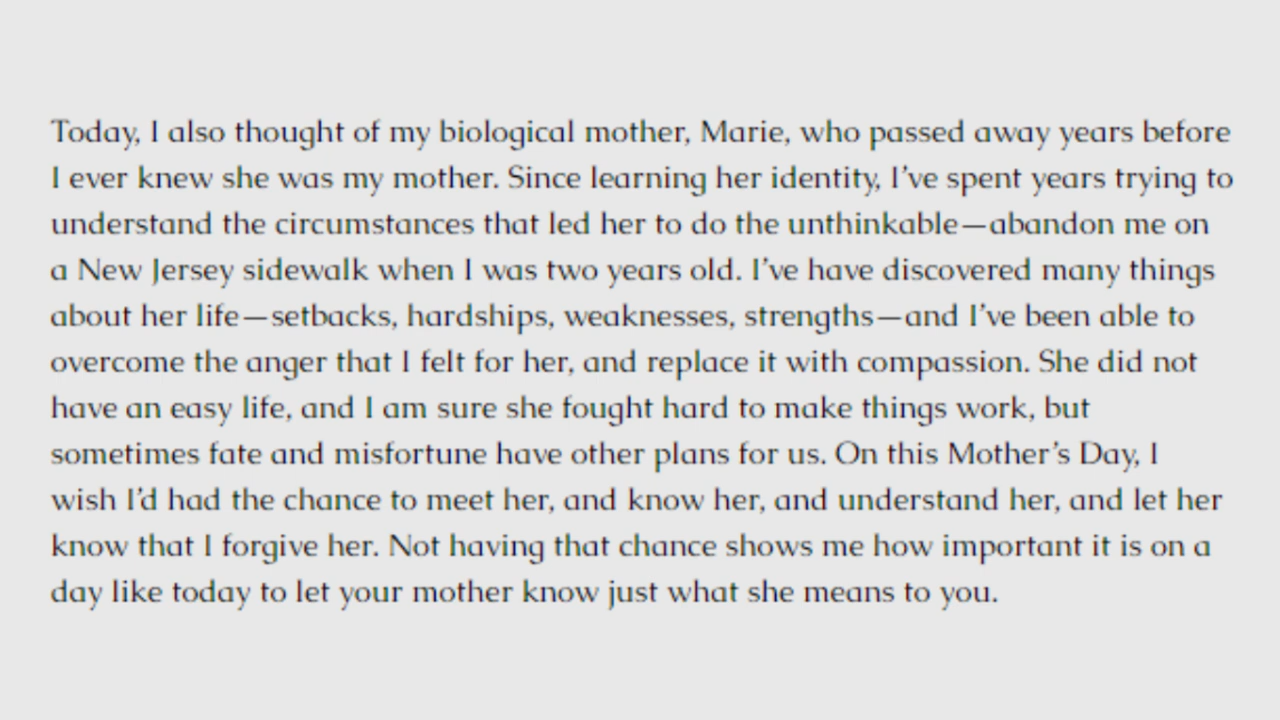 Today, I also thought of my biological mother, Marie, who passed away years before
I ever knew she was my mother. Since learning her identity, I’ve spent years trying to
understand the circumstances that led her to do the unthinkable—abandon me on
a New Jersey sidewalk when I was two years old. I’ve have discovered many things
about her life—setbacks, hardships, weaknesses, strengths—and I’ve been able to
overcome the anger that I felt for her, and replace it with compassion. She did not
have an easy life, and I am sure she fought hard to make things work, but
sometimes fate and misfortune have other plans for us. On this Mother’s Day, I
wish I’d had the chance to meet her, and know her, and understand her, and let her
know that I forgive her. Not having that chance shows me how important it is on a
day like today to let your mother know just what she means to you.